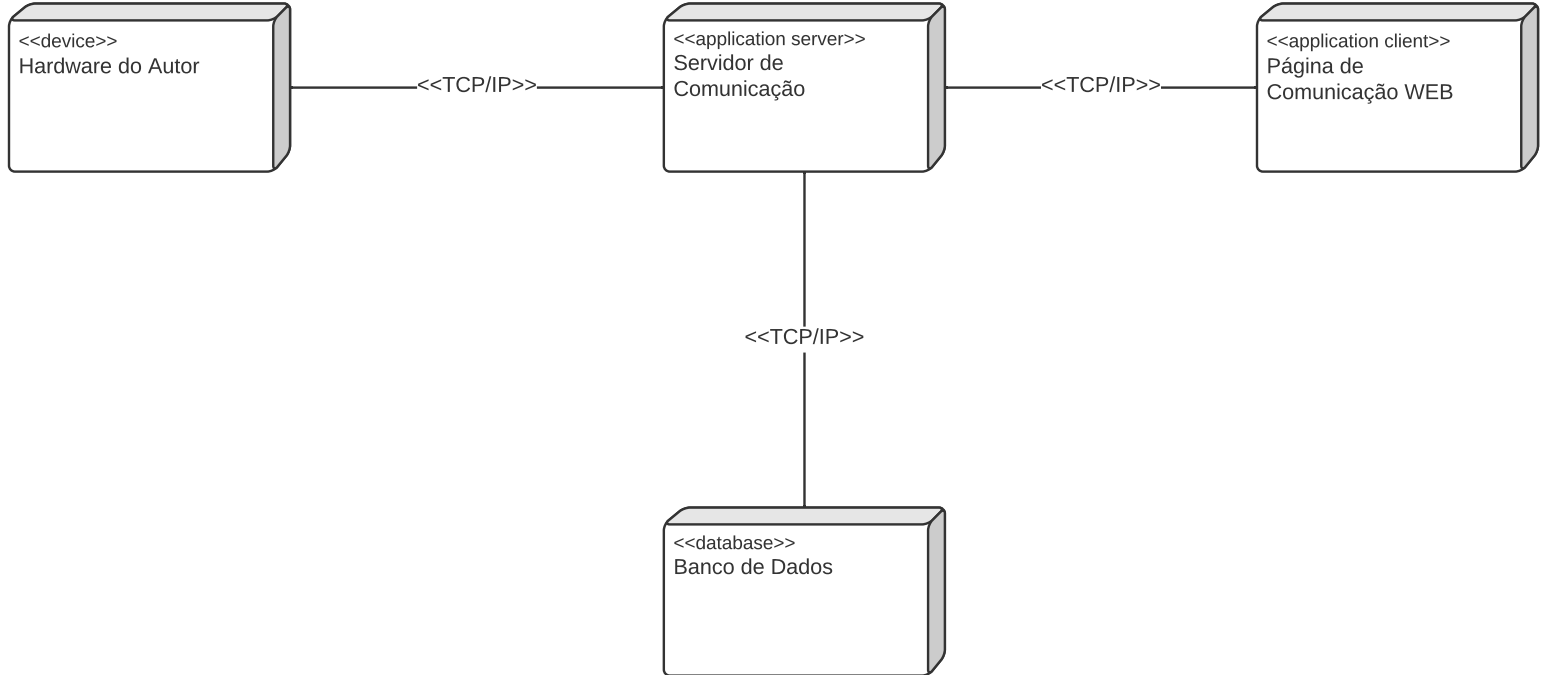 <<device>>
Hardware do Autor
<<TCP/IP>>
<<application server>>
Servidor de
Comunicação
<<TCP/IP>>
<<application client>>
Página de
Comunicação WEB
<<TCP/IP>>
<<database>>
Banco de Dados